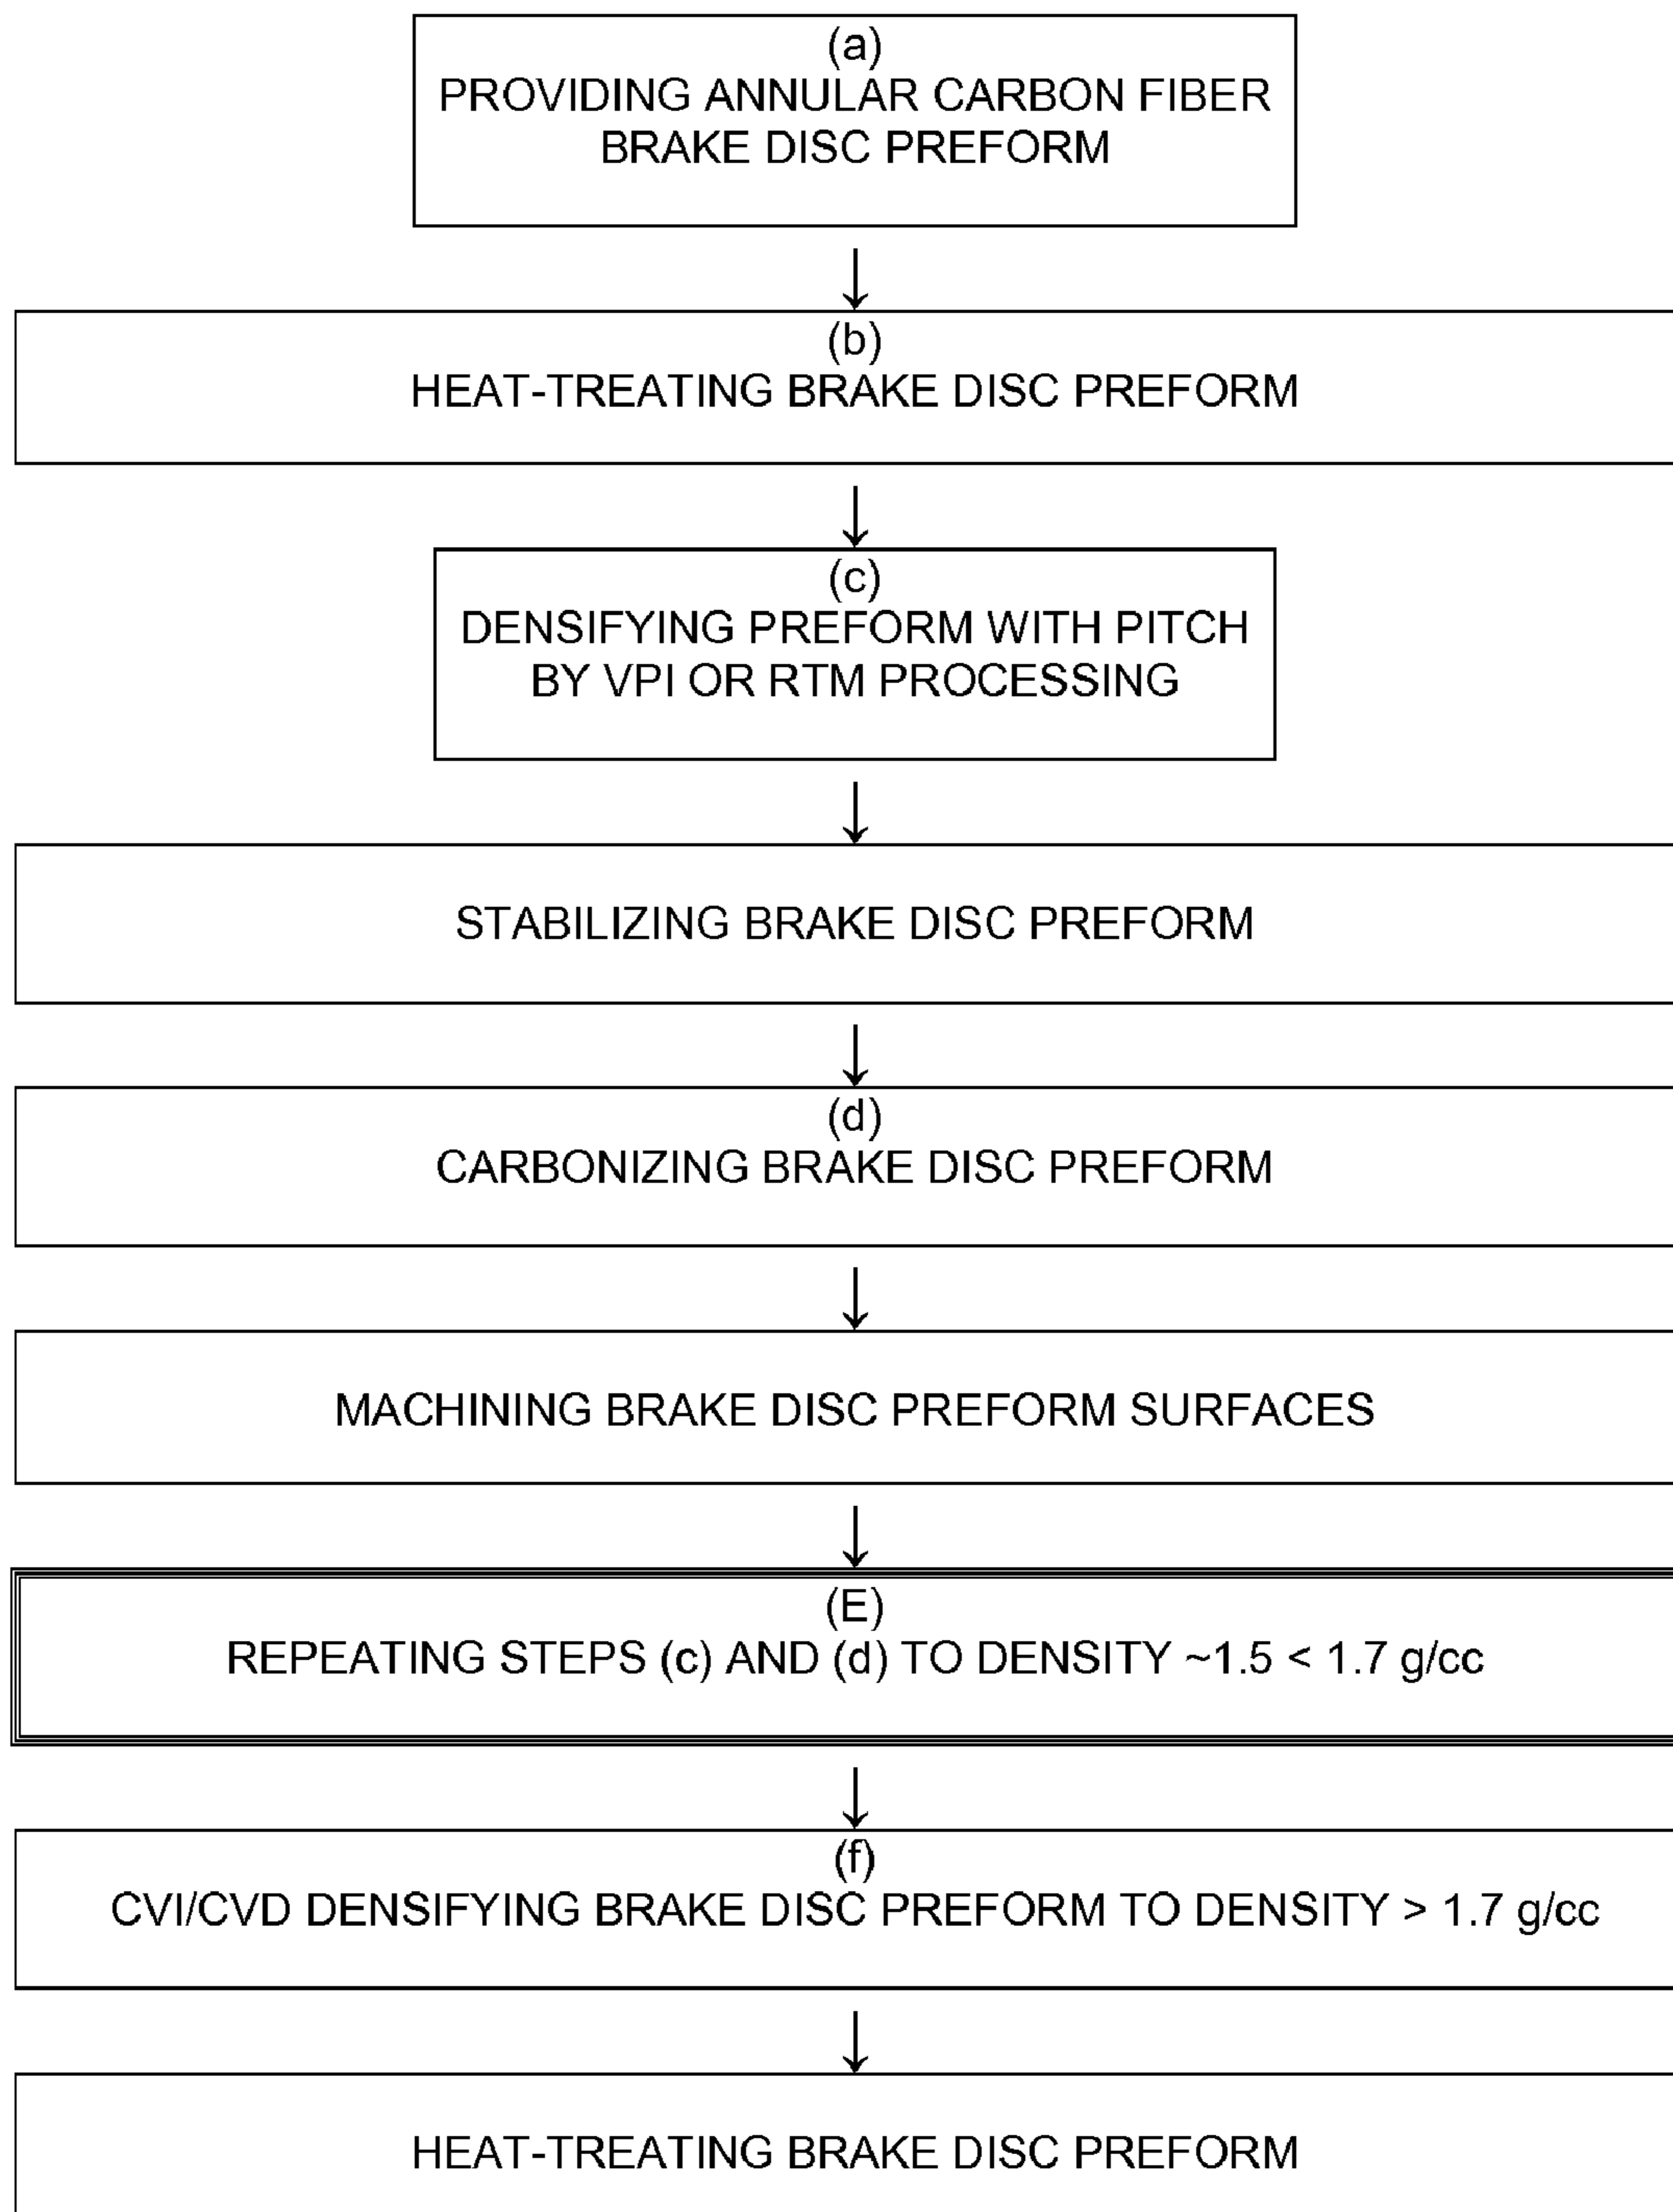 (a)
PROVIDING ANNULAR CARBON FIBER
BRAKE DISC PREFORM
(b)
HEAT-TREATING BRAKE DISC PREFORM
(c)
DENSIFYING PREFORM WITH PITCH
BY VPI OR RTM PROCESSING
STABILIZING BRAKE DISC PREFORM
(d)
CARBONIZING BRAKE DISC PREFORM
MACHINING BRAKE DISC PREFORM SURFACES
(E)
REPEATING STEPS (c) AND (d) TO DENSITY ~1.5 < 1.7 g/cc
(f)
CVI/CVD DENSIFYING BRAKE DISC PREFORM TO DENSITY > 1.7 g/cc
HEAT-TREATING BRAKE DISC PREFORM